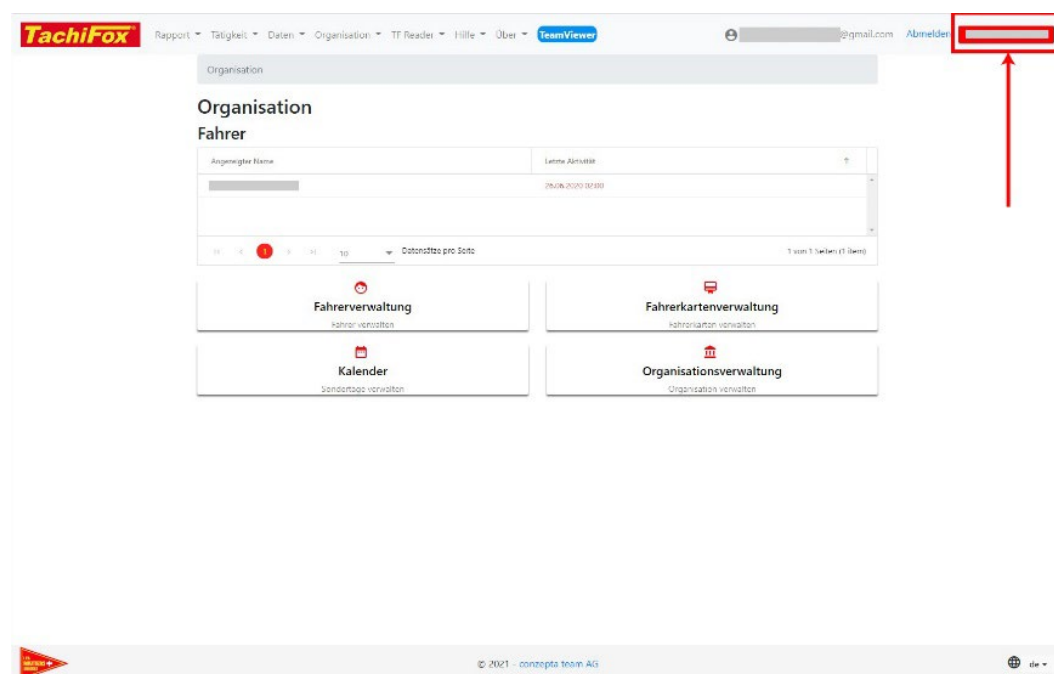 TachiFox
Rapport Tätigkeit Daten Organisation TF Reader Hilfe Über TeamViewer @gmail.com Abmelden
Organisation
Organisation
Fahrer
Angezeigter Name Letzte Aktivität
26.06.2020 02:00
1 10 Datensätze pro Seite 1 von 1 Seiten (1 item)
Fahrerverwaltung Fahrerkartenverwaltung
Fahrer verwalten Fahrerkarten verwalten
Kalender Organisationsverwaltung
Sondertage verwalten Organisation verwalten
© 2021 - conzepta team AG de